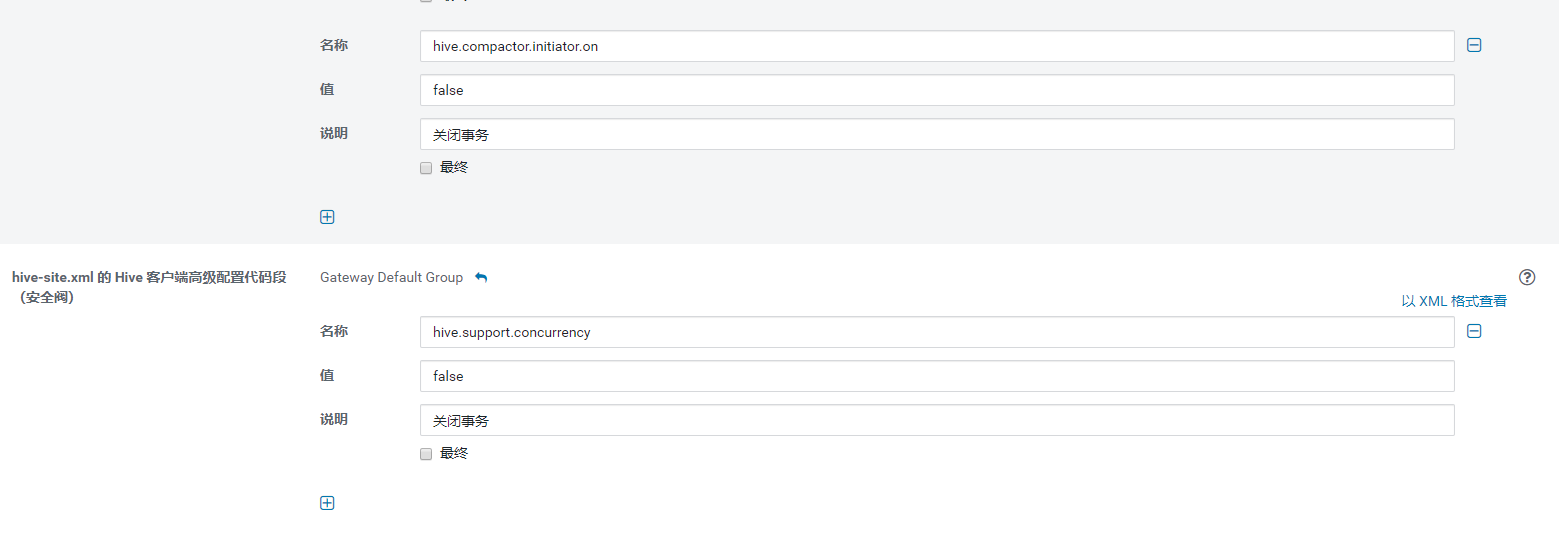 名称 hive.compactor.initiator.on
值 false
说明 关闭事务
最终
hive-site.xml 的 Hive 客户端高级配置代码段 Gateway Default Group
（安全阀）
以 XML 格式查看
名称 hive.support.concurrency
值 false
说明 关闭事务
最终